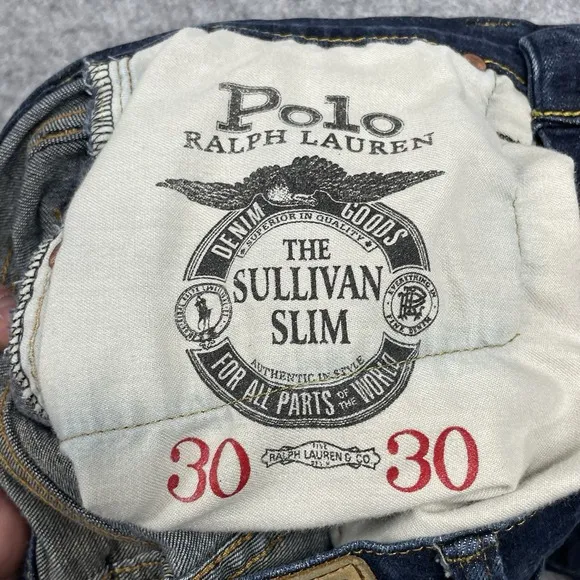 Polo
RALPH LAUREN
DENIM GOODS
SUPERIOR IN QUALITY
THE
SULLIVAN
SLIM
AUTHENTIC IN STYLE
FOR ALL PARTS OF THE WORLD
30
RALPH LAUREN & CO.
30